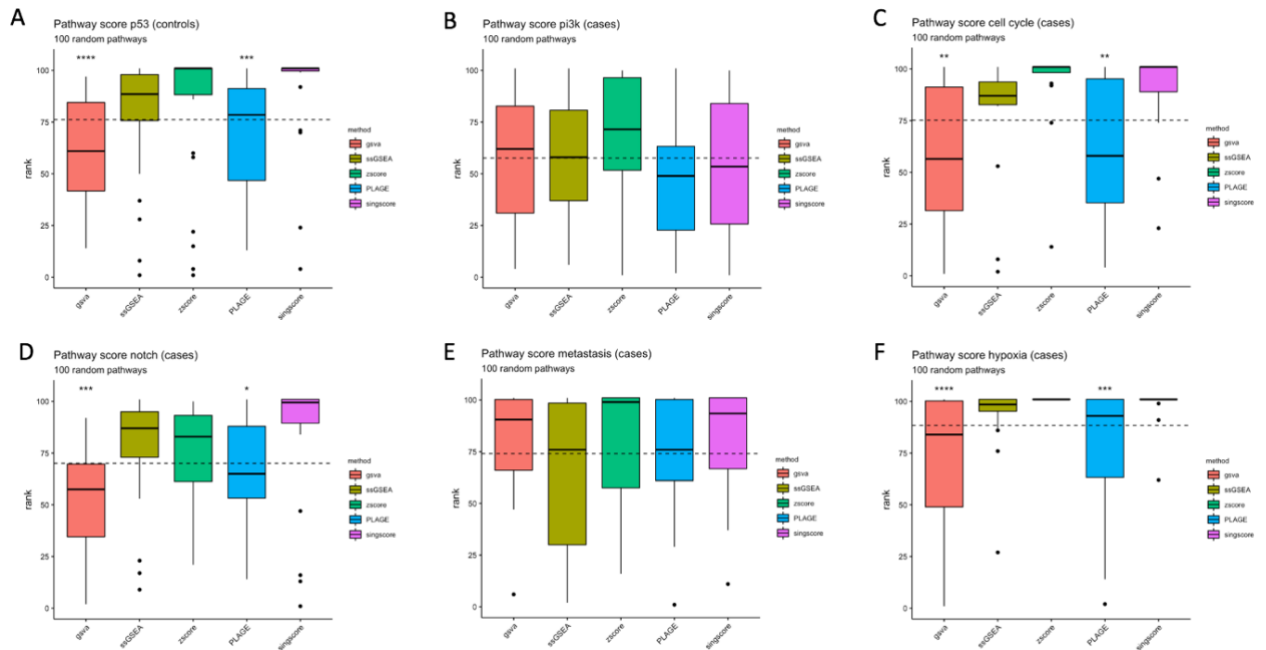 A
Pathway score p53 (controls)
100 random pathways
****
***
100
75
50
25
0
rank
gsva
ssGSEA
zscore
PLAGE
singscore
method
gsva
ssGSEA
zscore
PLAGE
singscore
B
Pathway score pi3k (cases)
100 random pathways
100
75
50
25
0
rank
gsva
ssGSEA
zscore
PLAGE
singscore
method
gsva
ssGSEA
zscore
PLAGE
singscore
C
Pathway score cell cycle (cases)
100 random pathways
**
**
100
75
50
25
0
rank
gsva
ssGSEA
zscore
PLAGE
singscore
method
gsva
ssGSEA
zscore
PLAGE
singscore
D
Pathway score notch (cases)
100 random pathways
***
*
100
75
50
25
0
rank
gsva
ssGSEA
zscore
PLAGE
singscore
method
gsva
ssGSEA
zscore
PLAGE
singscore
E
Pathway score metastasis (cases)
100 random pathways
100
75
50
25
0
rank
gsva
ssGSEA
zscore
PLAGE
singscore
method
gsva
ssGSEA
zscore
PLAGE
singscore
F
Pathway score hypoxia (cases)
100 random pathways
****
***
100
75
50
25
0
rank
gsva
ssGSEA
zscore
PLAGE
singscore
method
gsva
ssGSEA
zscore
PLAGE
singscore